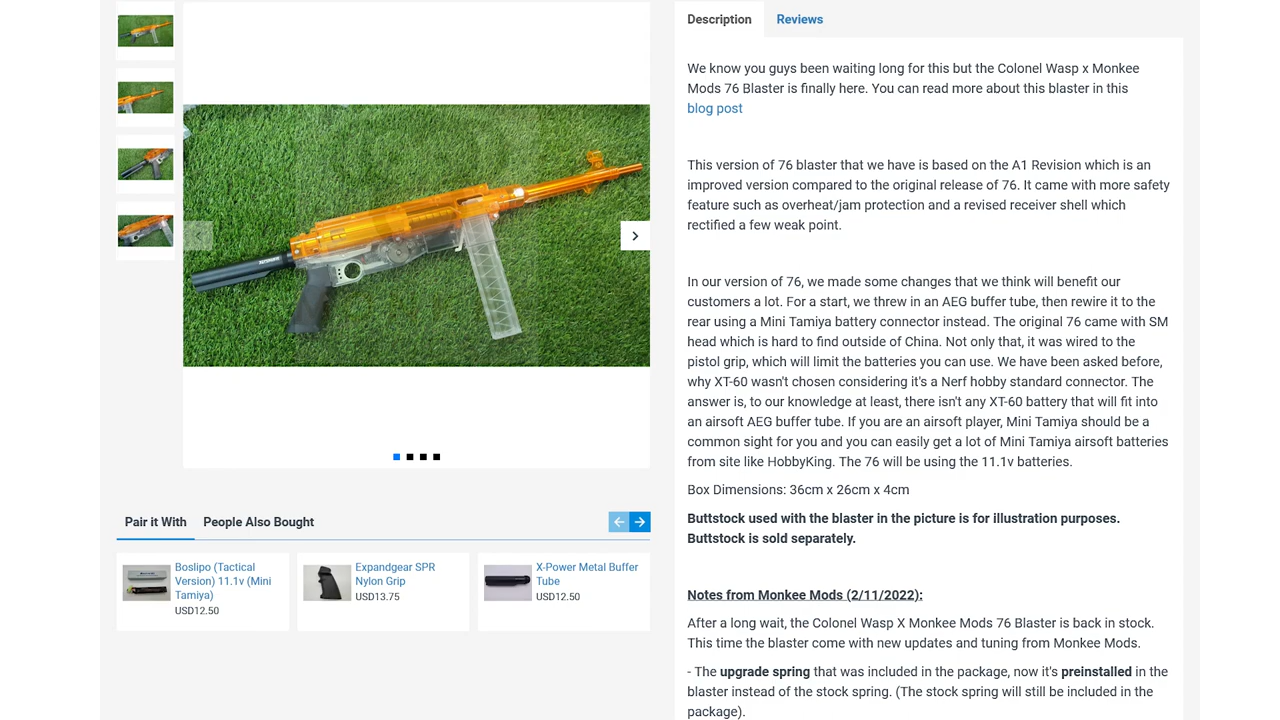 Description
Reviews
We know you guys been waiting long for this but the Colonel Wasp x Monkee
Mods 76 Blaster is finally here. You can read more about this blaster in this
blog post
This version of 76 blaster that we have is based on the A1 Revision which is an
improved version compared to the original release of 76. It came with more safety
feature such as overheat/jam protection and a revised receiver shell which
rectified a few weak point.
In our version of 76, we made some changes that we think will benefit our
customers a lot. For a start, we threw in an AEG buffer tube, then rewire it to the
rear using a Mini Tamiya battery connector instead. The original 76 came with SM
head which is hard to find outside of China. Not only that, it was wired to the
pistol grip, which will limit the batteries you can use. We have been asked before,
why XT-60 wasn't chosen considering it's a Nerf hobby standard connector. The
answer is, to our knowledge at least, there isn't any XT-60 battery that will fit into
an airsoft AEG buffer tube. If you are an airsoft player, Mini Tamiya should be a
common sight for you and you can easily get a lot of Mini Tamiya airsoft batteries
from site like HobbyKing. The 76 will be using the 11.1v batteries.
Box Dimensions: 36cm x 26cm x 4cm
Buttstock used with the blaster in the picture is for illustration purposes.
Buttstock is sold separately.
Notes from Monkee Mods (2/11/2022):
After a long wait, the Colonel Wasp X Monkee Mods 76 Blaster is back in stock.
This time the blaster come with new updates and tuning from Monkee Mods.
- The upgrade spring that was included in the package, now it's preinstalled in the
blaster instead of the stock spring. (The stock spring will still be included in the
package).
Pair it With
People Also Bought
Boslipo (Tactical
Version) 11.1v (Mini
Tamiya)
USD12.50
Expandgear SPR
Nylon Grip
USD13.75
X-Power Metal Buffer
Tube
USD12.50